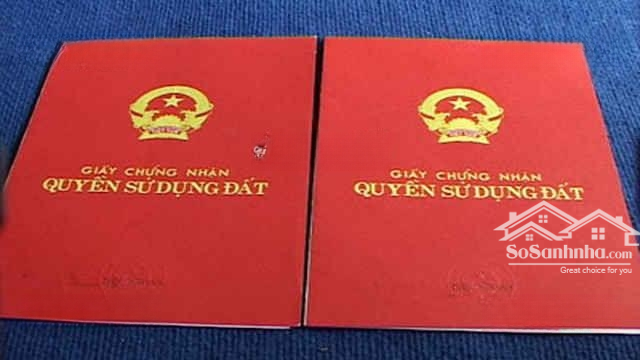 GIẤY CHỨNG NHẬN
QUYỀN SỬ DỤNG ĐẤT
GIẤY CHỨNG NHẬN
QUYỀN SỬ DỤNG ĐẤT
SoSanhnha.com
Great choice for you